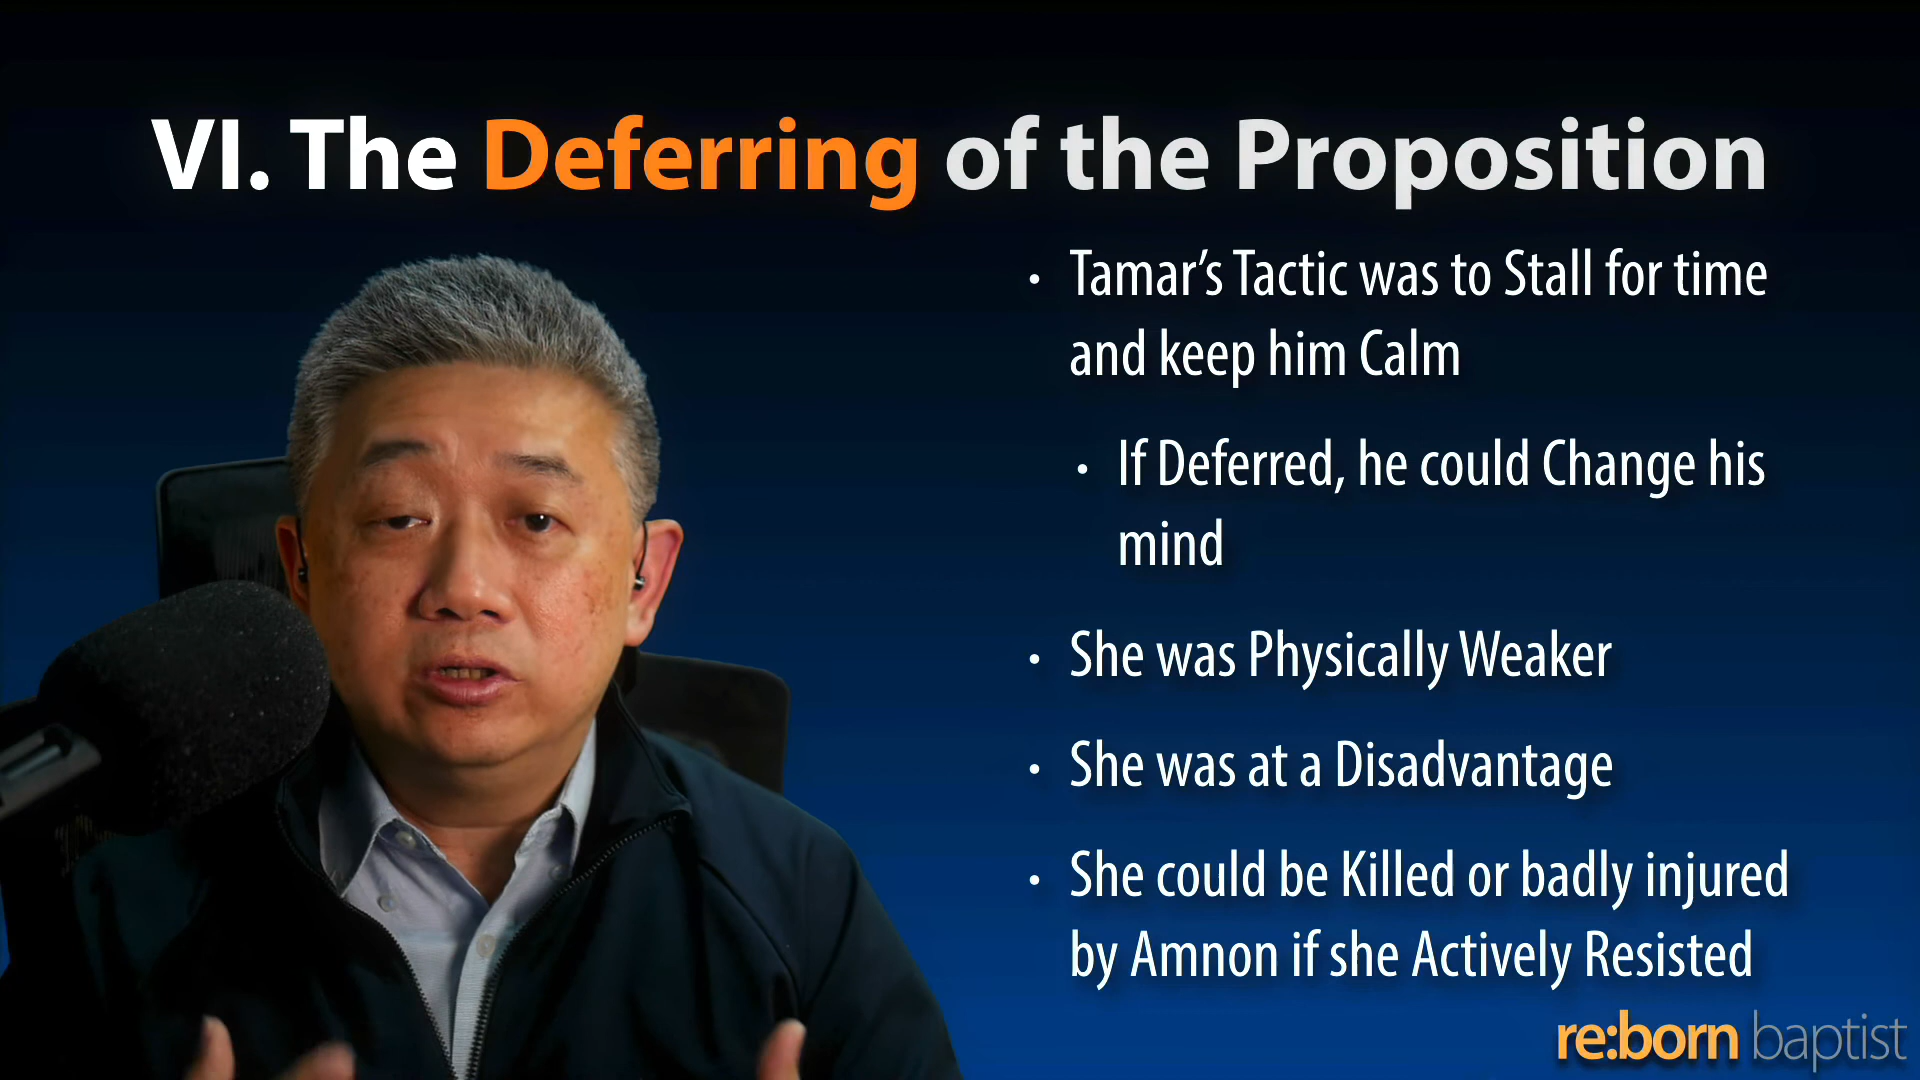 VI. The Deferring of the Proposition
• Tamar’s Tactic was to Stall for time
and keep him Calm
• If Deferred, he could Change his
mind
• She was Physically Weaker
• She was at a Disadvantage
• She could be Killed or badly injured
by Amnon if she Actively Resisted
re:born baptist